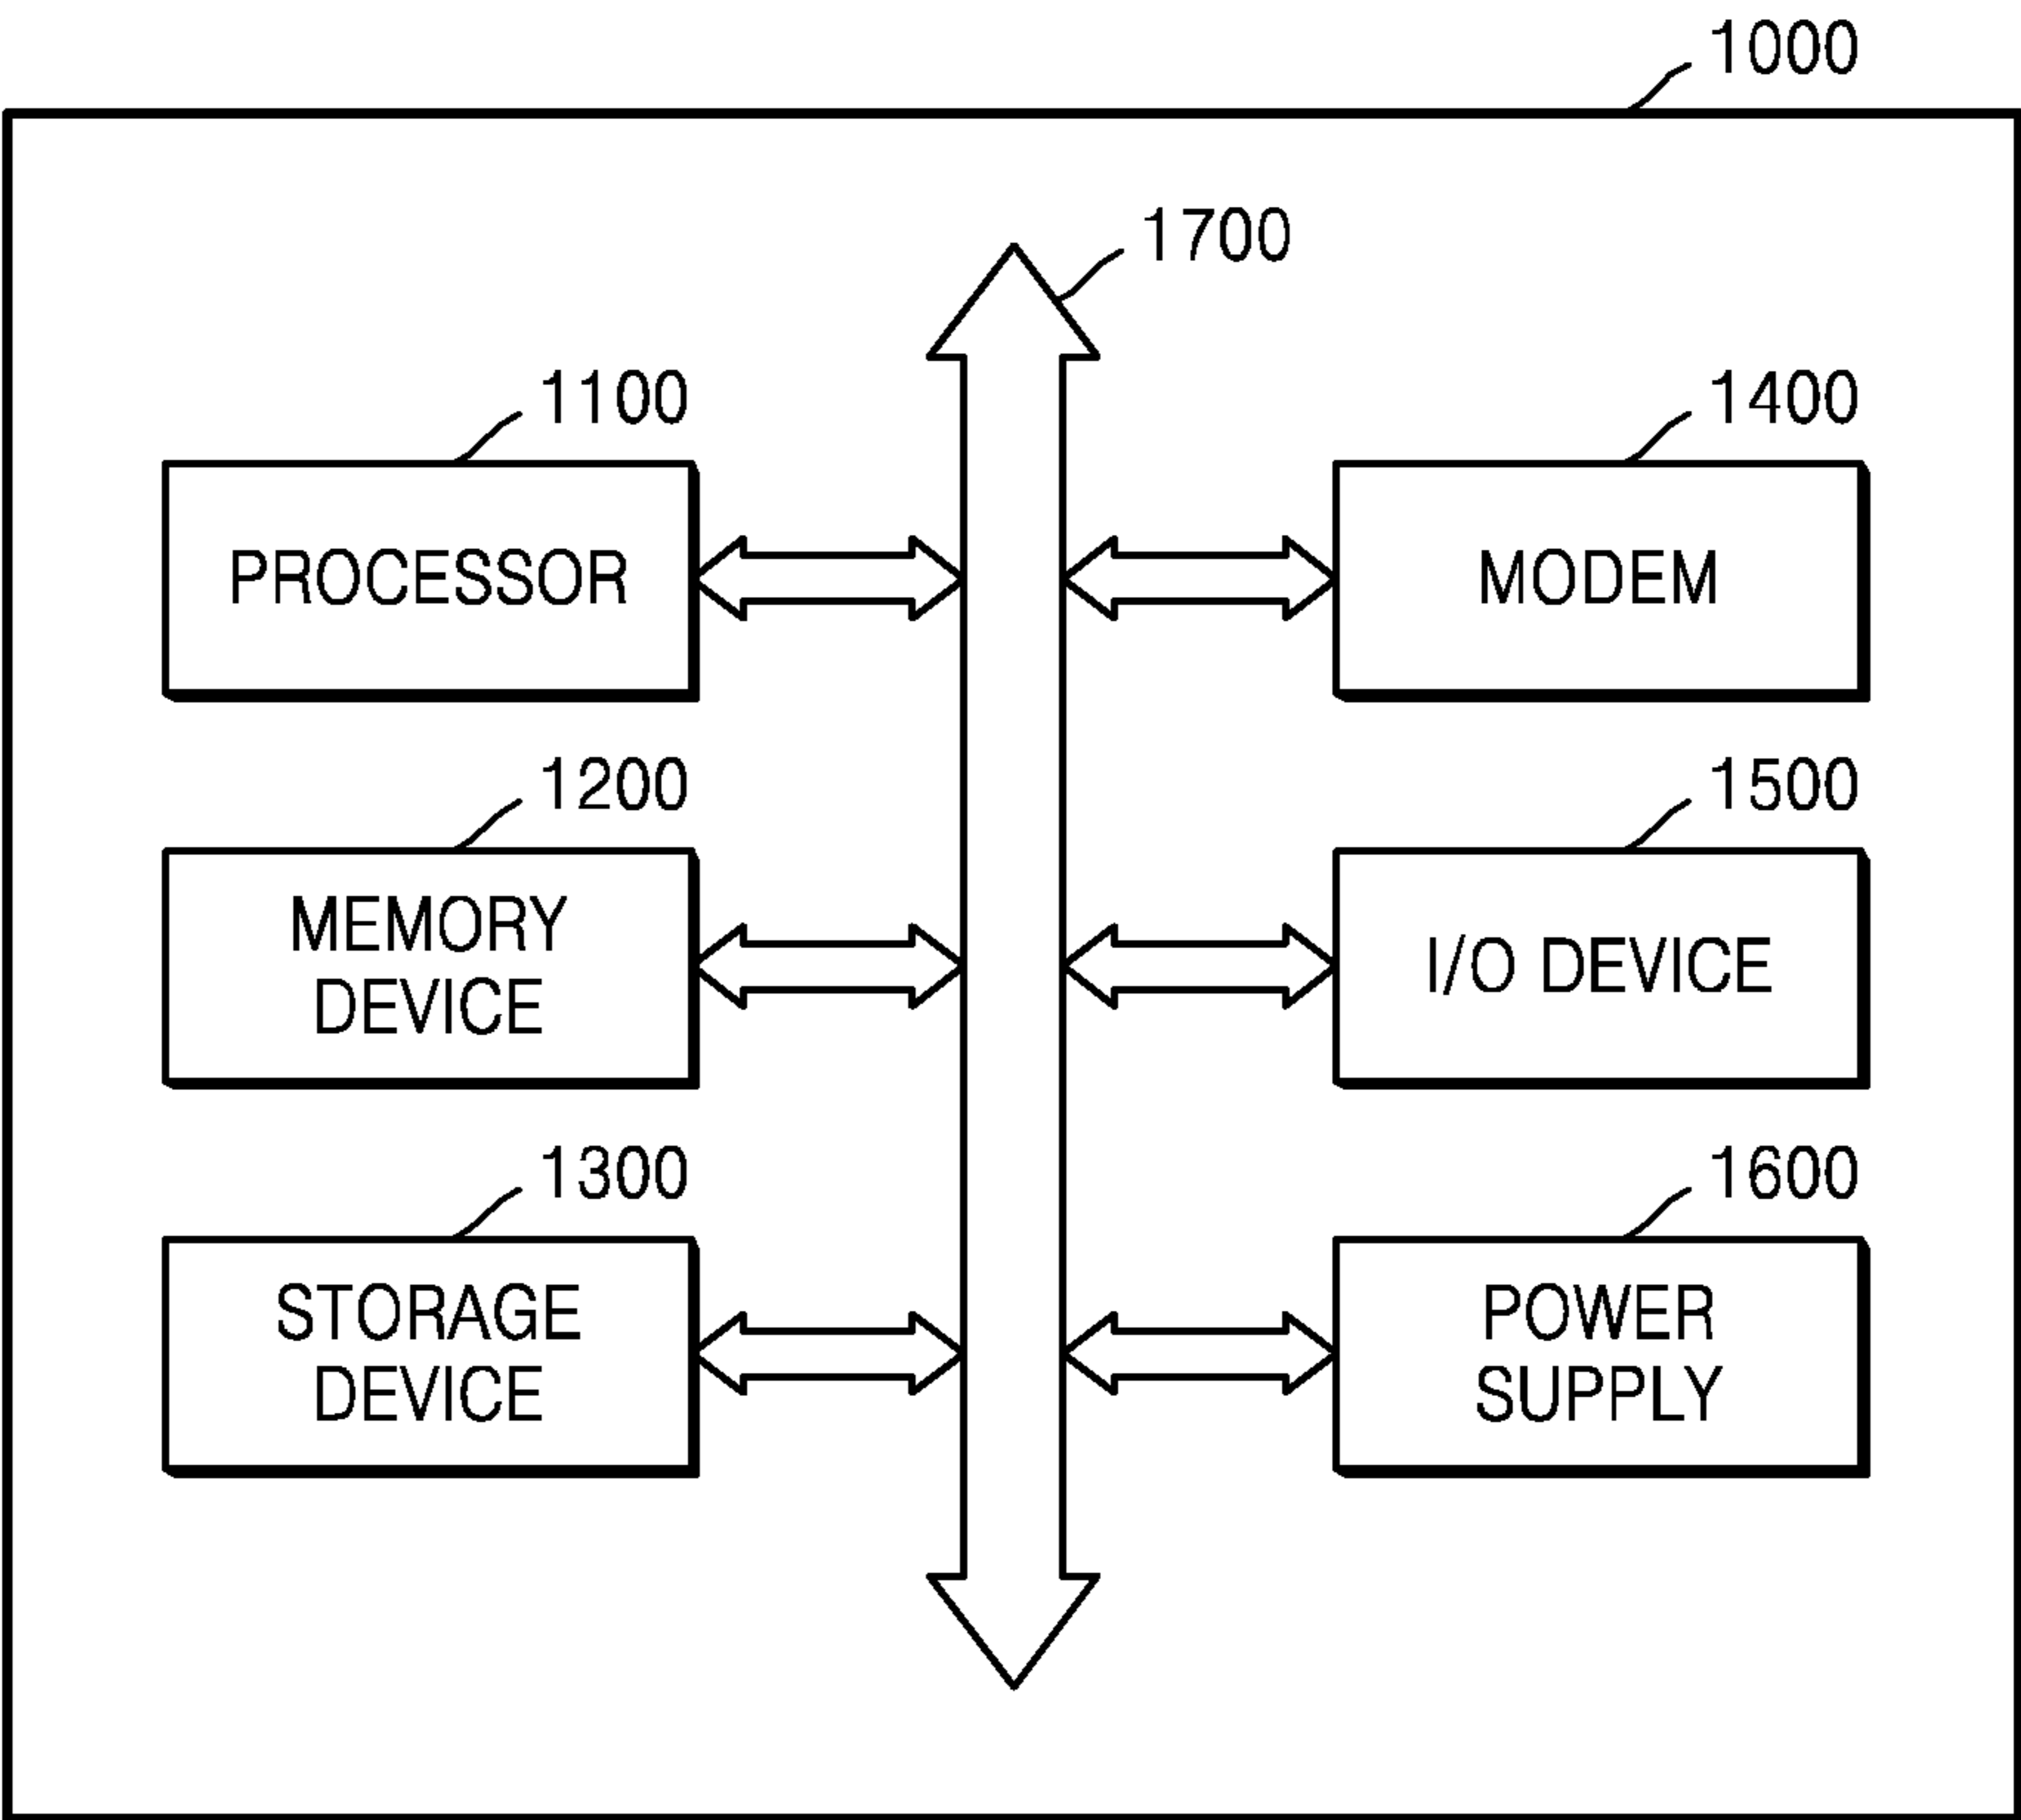 1000
1700
1100
1400
PROCESSOR
MODEM
1200
1500
MEMORY
DEVICE
I/O DEVICE
1300
1600
STORAGE
DEVICE
POWER
SUPPLY